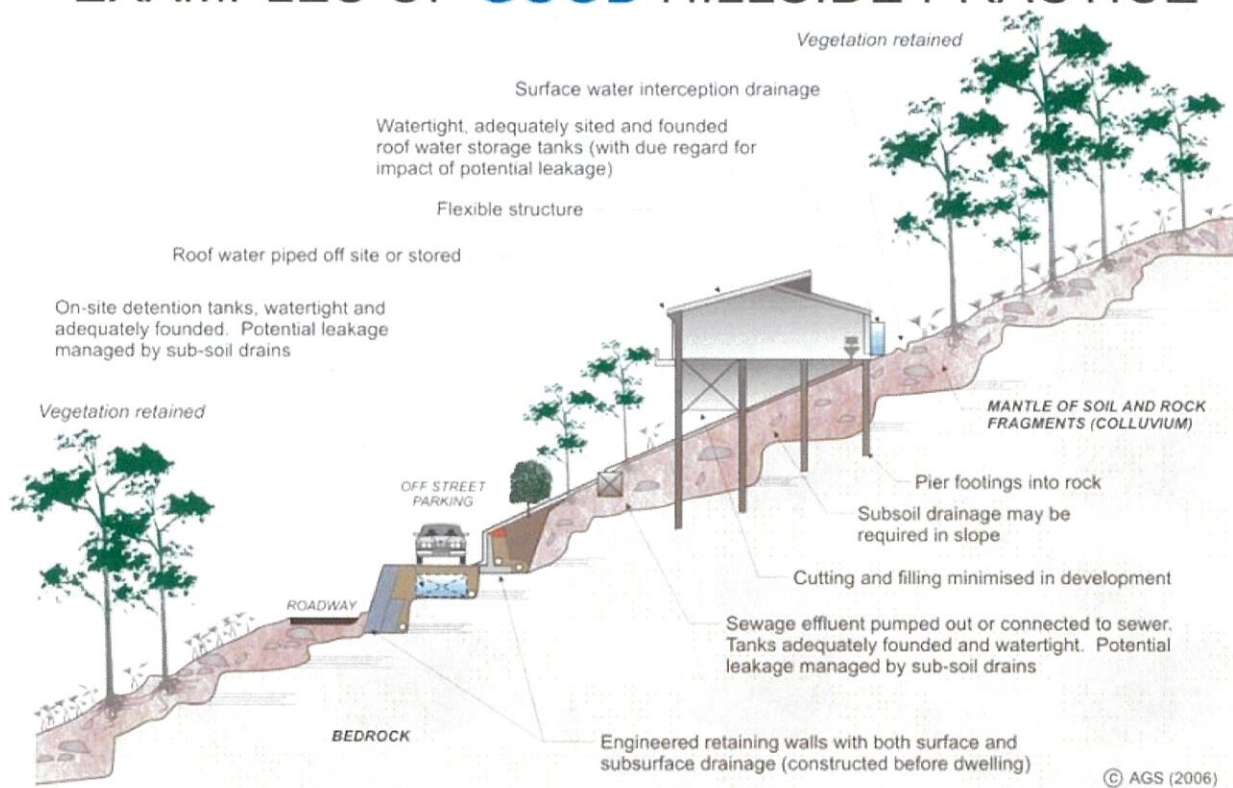 EXAMPLES OF GOOD HILLSIDE PRACTICE
Vegetation retained
Surface water interception drainage
Watertight, adequately sited and founded
roof water storage tanks (with due regard for
impact of potential leakage)
Flexible structure
Roof water piped off site or stored
On-site detention tanks, watertight and
adequately founded. Potential leakage
managed by sub-soil drains
Vegetation retained
MANTLE OF SOIL AND ROCK
FRAGMENTS (COLLUVIUM)
OFF STREET
PARKING
Pier footings into rock
Subsoil drainage may be
required in slope
Cutting and filling minimised in development
ROADWAY
Sewage effluent pumped out or connected to sewer.
Tanks adequately founded and watertight. Potential
leakage managed by sub-soil drains
BEDROCK
Engineered retaining walls with both surface and
subsurface drainage (constructed before dwelling)
© AGS (2006)